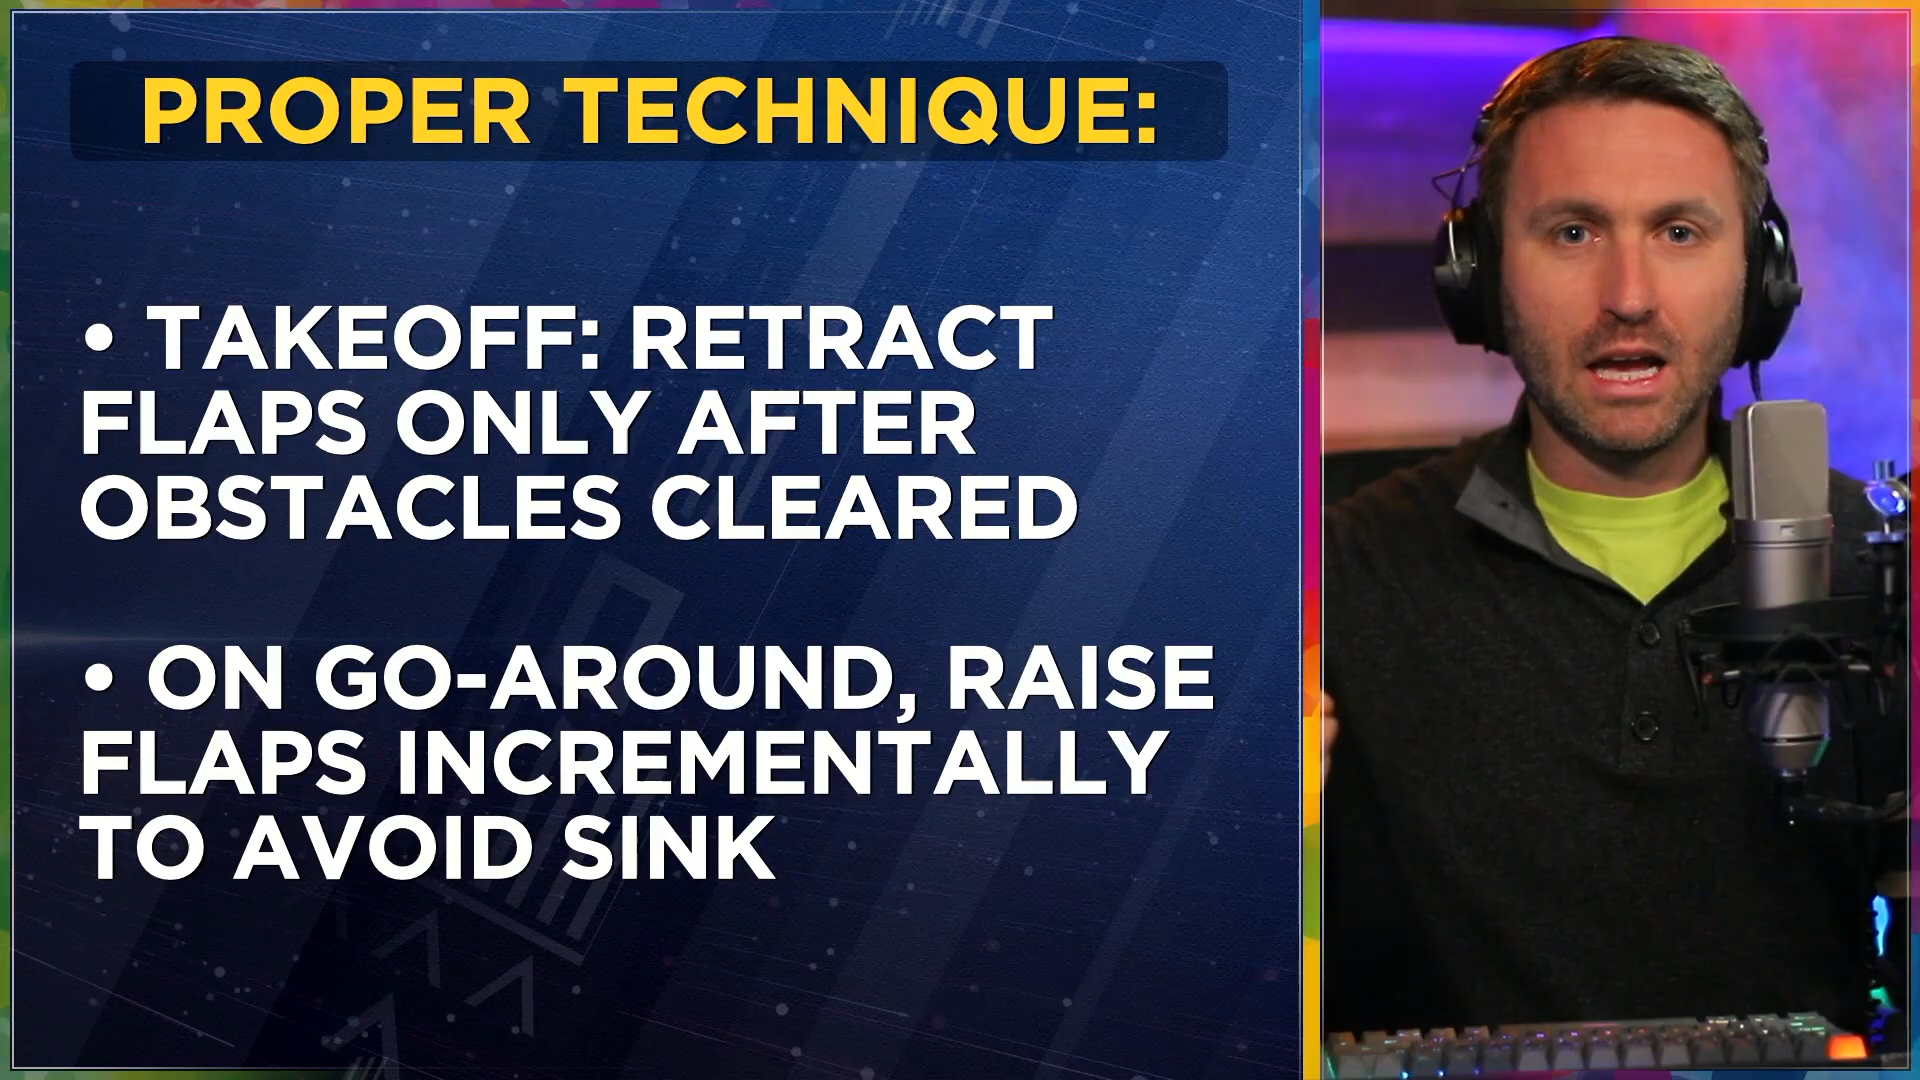 PROPER TECHNIQUE:
• TAKEOFF: RETRACT
FLAPS ONLY AFTER
OBSTACLES CLEARED
• ON GO-AROUND, RAISE
FLAPS INCREMENTALLY
TO AVOID SINK